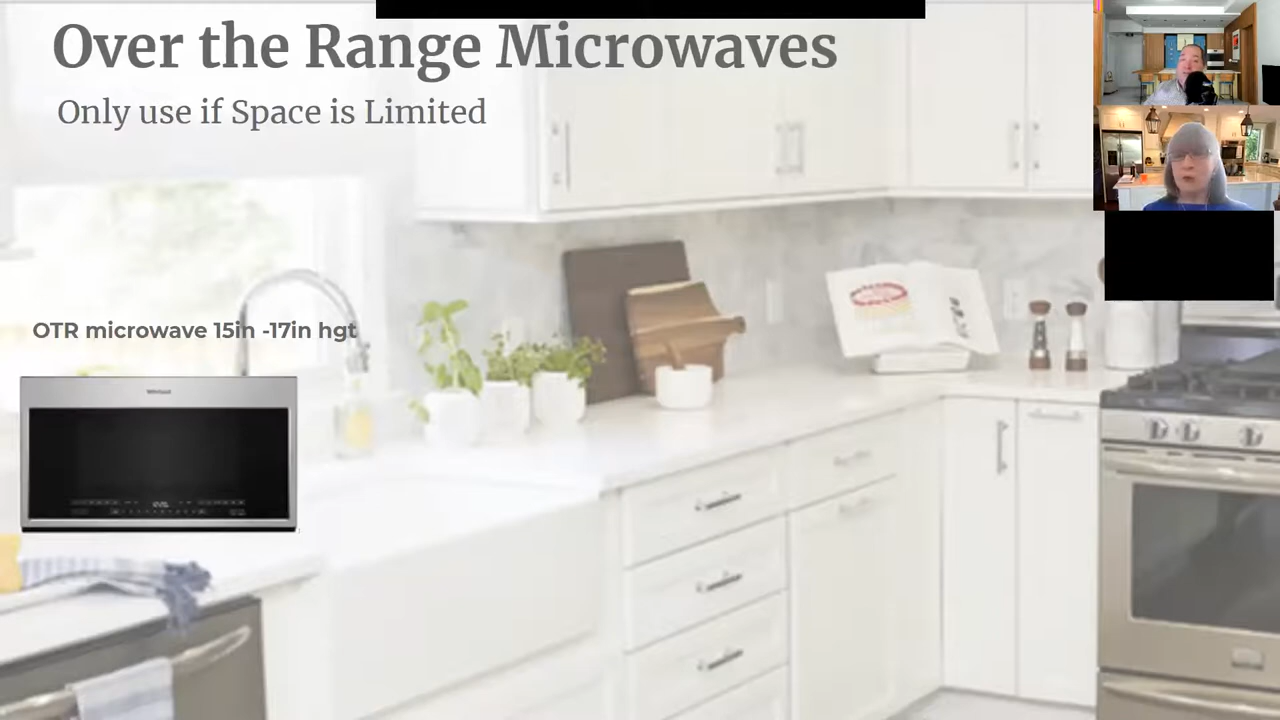 Over the Range Microwaves
Only use if Space is Limited
OTR microwave 15in -17in hgt